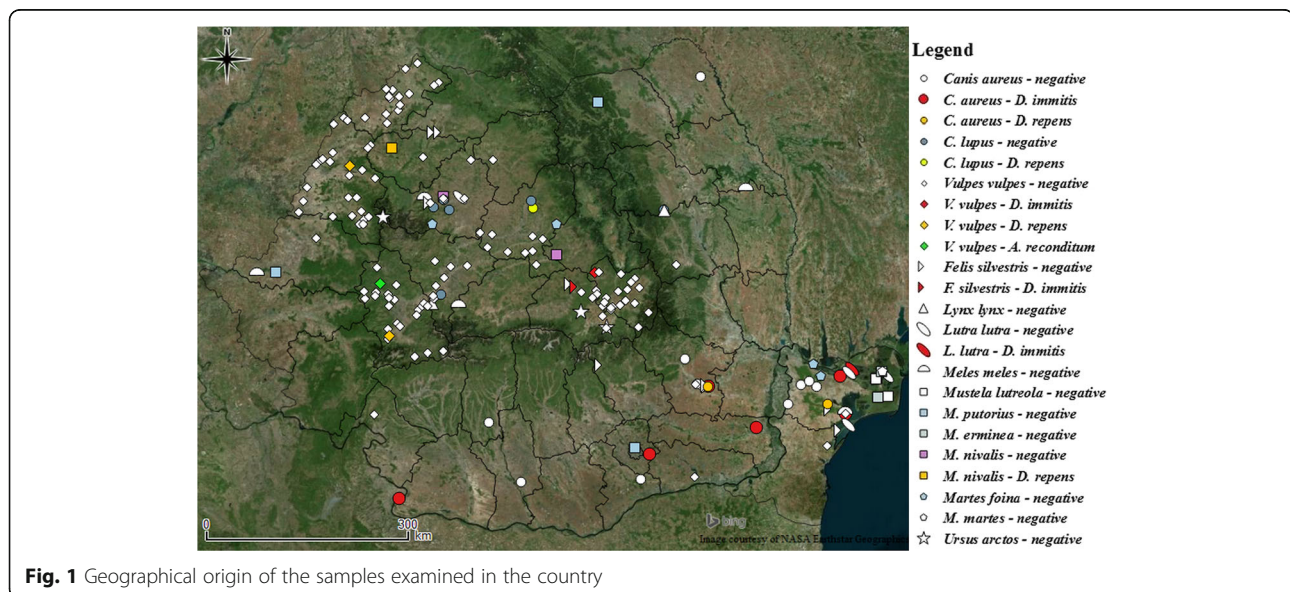 N
Legend
Canis aureus - negative
C. aureus - D. immitis
C. aureus - D. repens
C. lupus - negative
C. lupus - D. repens
Vulpes vulpes - negative
V. vulpes - D. immitis
V. vulpes - D. repens
V. vulpes - A. reconditum
Felis silvestris - negative
F. silvestris - D. immitis
Lynx lynx - negative
Lutra lutra - negative
L. lutra - D. immitis
Meles meles - negative
Mustela lutreola - negative
M. putorius - negative
M. erminea - negative
M. nivalis - negative
M. nivalis - D. repens
Martes foina - negative
M. martes - negative
Ursus arctos - negative
0 300
km
bing
Image courtesy of NASA Earthstar Geographics
Fig. 1 Geographical origin of the samples examined in the country